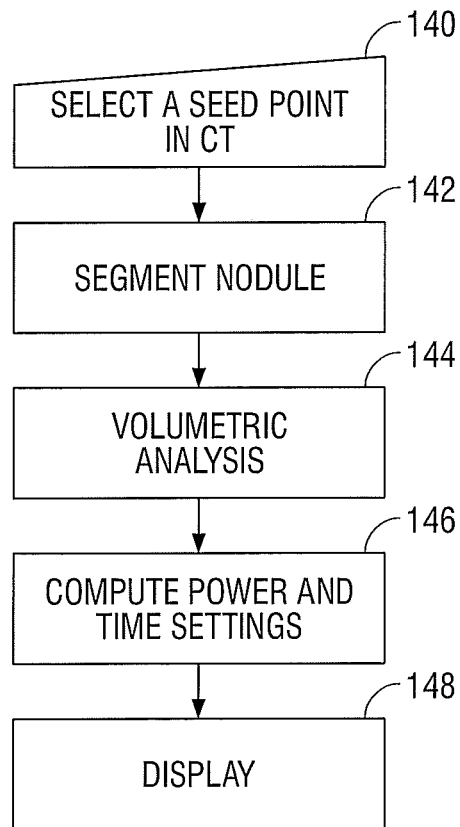 140
SELECT A SEED POINT
IN CT
142
SEGMENT NODULE
144
VOLUMETRIC
ANALYSIS
146
COMPUTE POWER AND
TIME SETTINGS
148
DISPLAY